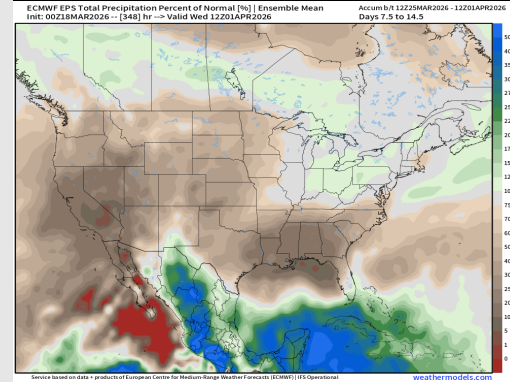 ECMWF EPS Total Precipitation Percent of Normal [%] | Ensemble Mean
Init: 00Z18MAR2026 -- [348] hr --> Valid Wed 12Z01APR2026
Accum b/t 12Z25MAR2026 - 12Z01APR2026
Days 7.5 to 14.5
Service based on data + products of European Centre for Medium-Range Weather Forecasts (ECMWF) | IFS Operational
weathermodels.com